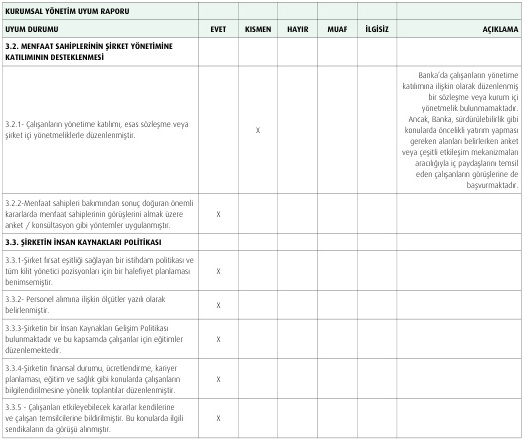 KURUMSAL YÖNETİM UYUM RAPORU
UYUM DURUMU EVET KISMEN HAYIR MUAF İLGİSİZ AÇIKLAMA
3.2. MENFAAT SAHİPLERİNİN ŞİRKET YÖNETİMİNE
KATILIMININ DESTEKLENMESİ
3.2.1- Çalışanların yönetime katılımı, esas sözleşme veya
şirket içi yönetmeliklerle düzenlenmiştir.
X
Banka'da çalışanların yönetime
katılımına ilişkin olarak düzenlenmiş
bir sözleşme veya kurum içi
yönetmelik bulunmamaktadır.
Ancak, Banka, sürdürülebilirlik gibi
konularda öncelikli yatırım yapması
gereken alanları belirlerken anket
veya çeşitli etkileşim mekanizmaları
aracılığıyla iç paydaşlarını temsil
eden çalışanların görüşlerine de
başvurmaktadır.
3.2.2-Menfaat sahipleri bakımından sonuç doğuran önemli
kararlarda menfaat sahiplerinin görüşlerini almak üzere
anket / konsültasyon gibi yöntemler uygulanmıştır.
X
3.3. ŞİRKETİN İNSAN KAYNAKLARI POLİTİKASI
3.3.1-Şirket fırsat eşitliği sağlayan bir istihdam politikası ve
tüm kilit yönetici pozisyonları için bir halefiyet planlaması
benimsemiştir.
X
3.3.2- Personel alımına ilişkin ölçütler yazılı olarak
belirlenmiştir.
X
3.3.3-Şirketin bir İnsan Kaynakları Gelişim Politikası
bulunmaktadır ve bu kapsamda çalışanlar için eğitimler
düzenlemektedir.
X
3.3.4-Şirketin finansal durumu, ücretlendirme, kariyer
planlaması, eğitim ve sağlık gibi konularda çalışanların
bilgilendirilmesine yönelik toplantılar düzenlenmiştir.
X
3.3.5 - Çalışanları etkileyebilecek kararlar kendilerine
ve çalışan temsilcilerine bildirilmiştir. Bu konularda ilgili
sendikaların da görüşü alınmıştır.
X